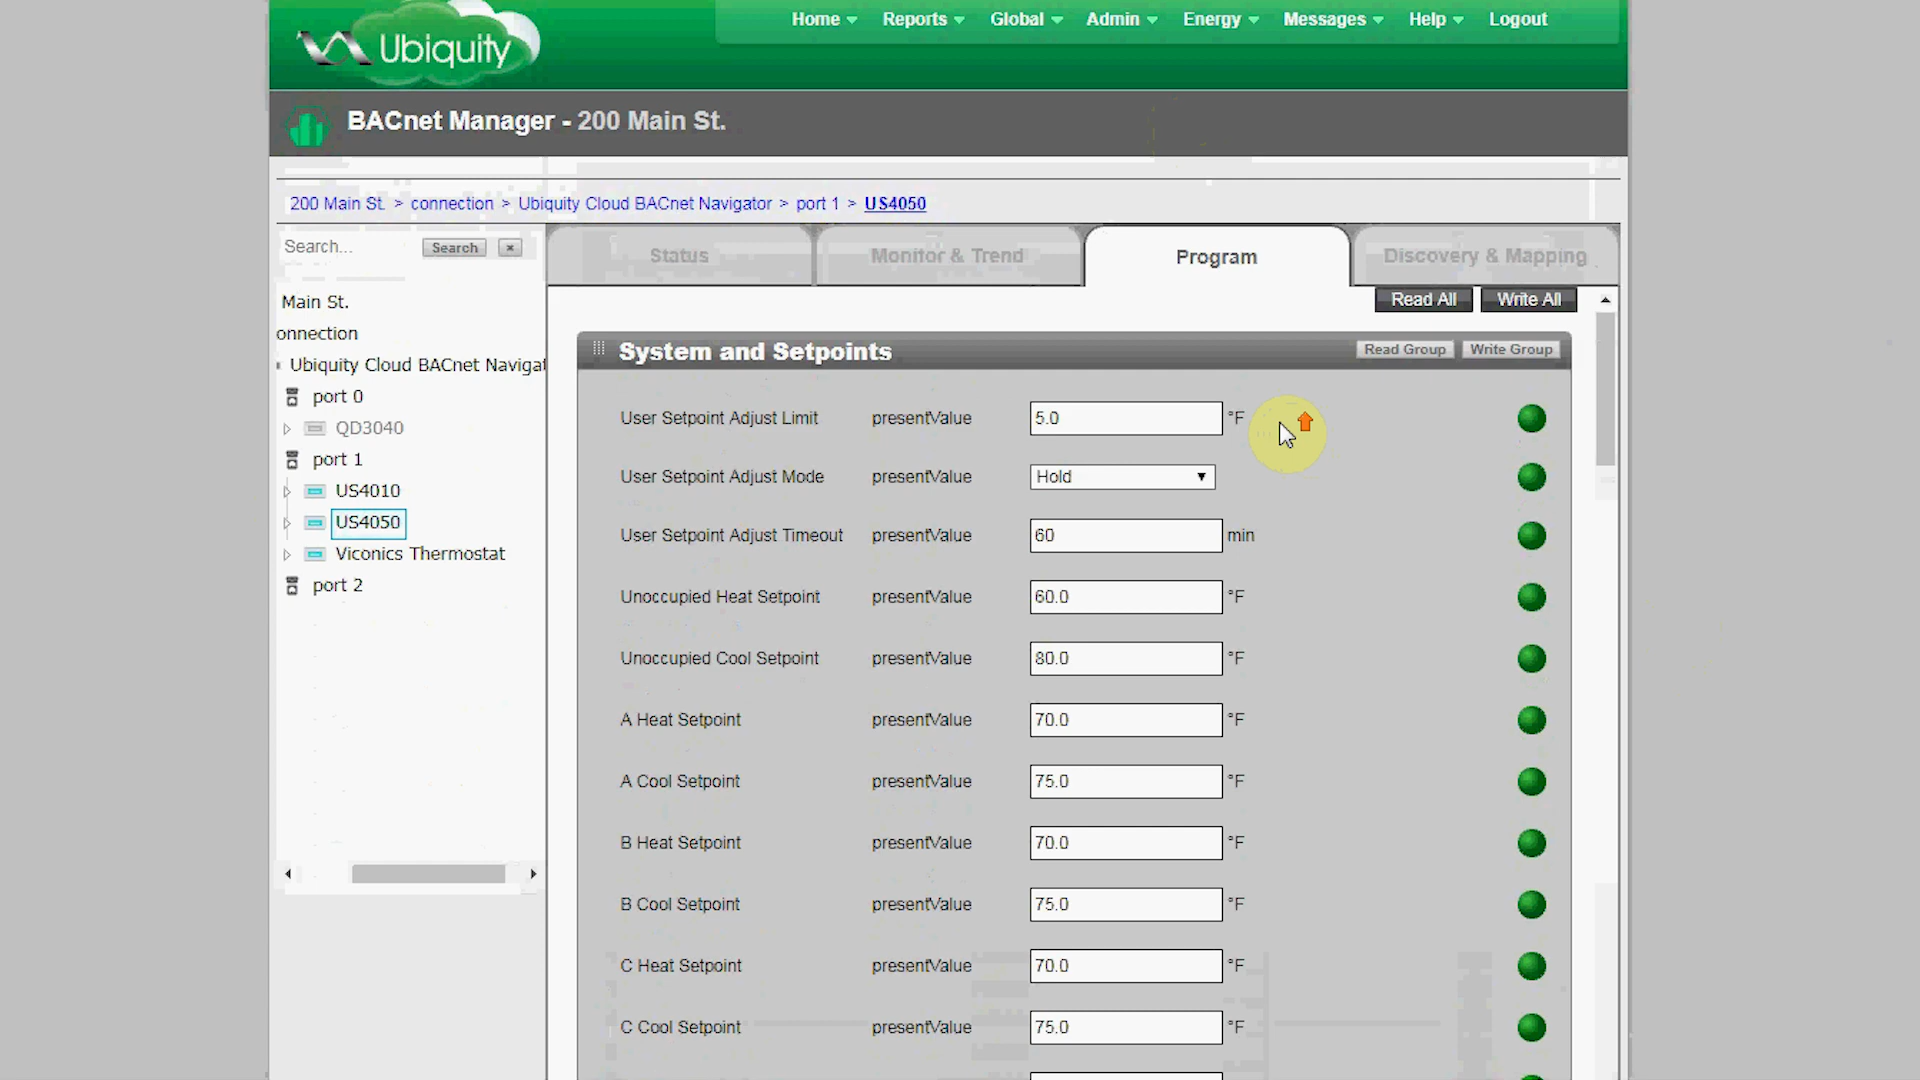 Ubiquity
Home Reports Global Admin Energy Messages Help Logout
BACnet Manager - 200 Main St.
200 Main St. > connection > Ubiquity Cloud BACnet Navigator > port 1 > US4050
Search... Search ×
Status Monitor & Trend Program Discovery & Mapping
Read All Write All
Main St.
onnection
Ubiquity Cloud BACnet Navigat
port 0
QD3040
port 1
US4010
US4050
Viconics Thermostat
port 2
System and Setpoints Read Group Write Group
User Setpoint Adjust Limit presentValue 5.0 °F
User Setpoint Adjust Mode presentValue Hold
User Setpoint Adjust Timeout presentValue 60 min
Unoccupied Heat Setpoint presentValue 60.0 °F
Unoccupied Cool Setpoint presentValue 80.0 °F
A Heat Setpoint presentValue 70.0 °F
A Cool Setpoint presentValue 75.0 °F
B Heat Setpoint presentValue 70.0 °F
B Cool Setpoint presentValue 75.0 °F
C Heat Setpoint presentValue 70.0 °F
C Cool Setpoint presentValue 75.0 °F